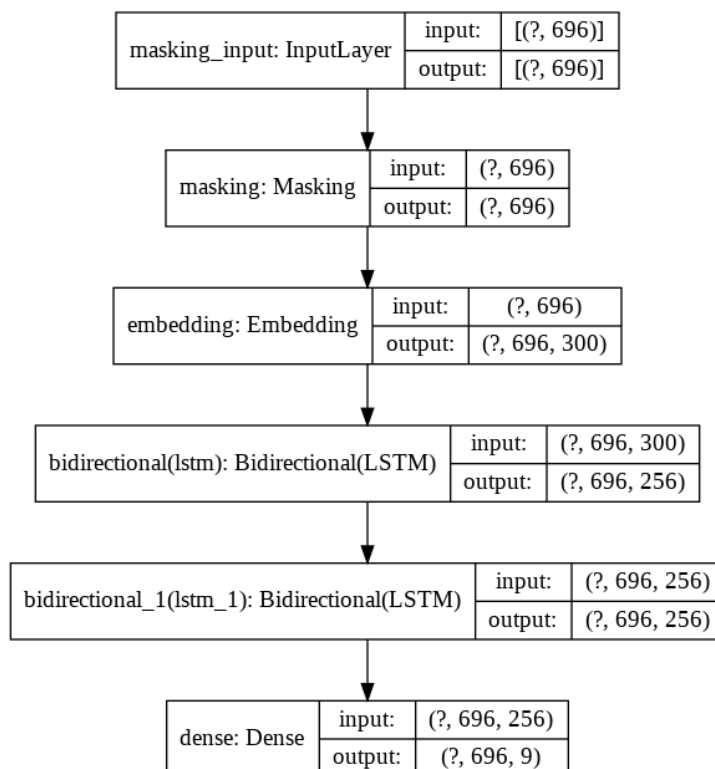 masking_input: InputLayer
input: [(?, 696)]
output: [(?, 696)]
masking: Masking
input: (?, 696)
output: (?, 696)
embedding: Embedding
input: (?, 696)
output: (?, 696, 300)
bidirectional(lstm): Bidirectional(LSTM)
input: (?, 696, 300)
output: (?, 696, 256)
bidirectional_1(lstm_1): Bidirectional(LSTM)
input: (?, 696, 256)
output: (?, 696, 256)
dense: Dense
input: (?, 696, 256)
output: (?, 696, 9)